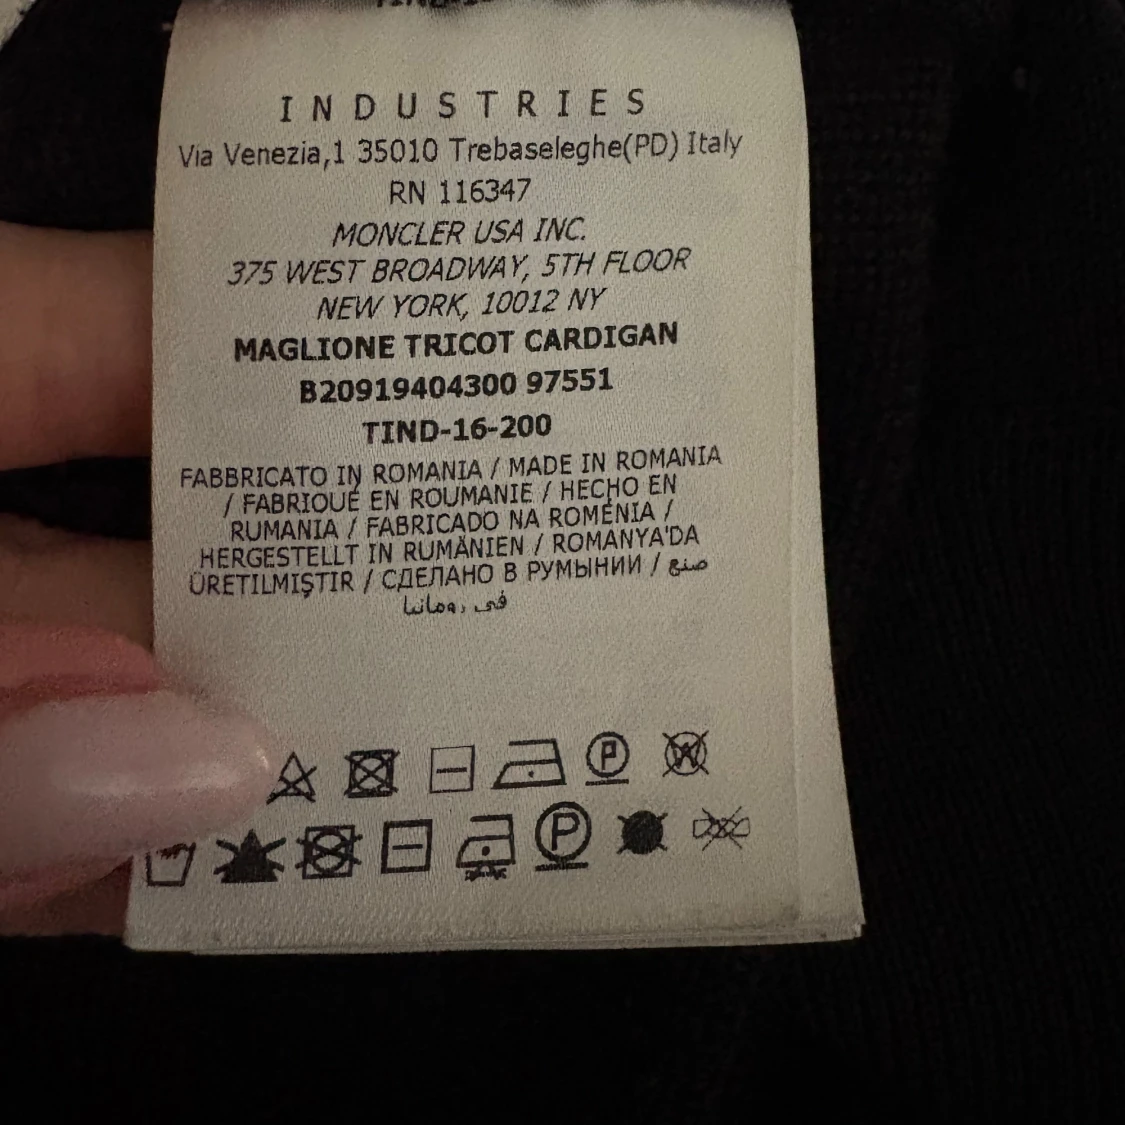 INDUSTRIES
Via Venezia,1 35010 Trebaseleghe(PD) Italy
RN 116347
MONCLER USA INC.
375 WEST BROADWAY, 5TH FLOOR
NEW YORK, 10012 NY
MAGLIONE TRICOT CARDIGAN
B20919404300 97551
TIND-16-200
FABBRICATO IN ROMANIA / MADE IN ROMANIA
/ FABRIQUÉ EN ROUMANIE / HECHO EN
RUMANIA / FABRICADO NA ROMÉNIA /
HERGESTELLT IN RUMÄNIEN / ROMANYA'DA
ÜRETILMIŞTIR / СДЕЛАНО В РУМЫНИИ / صنع
في رومانيا
P W
P